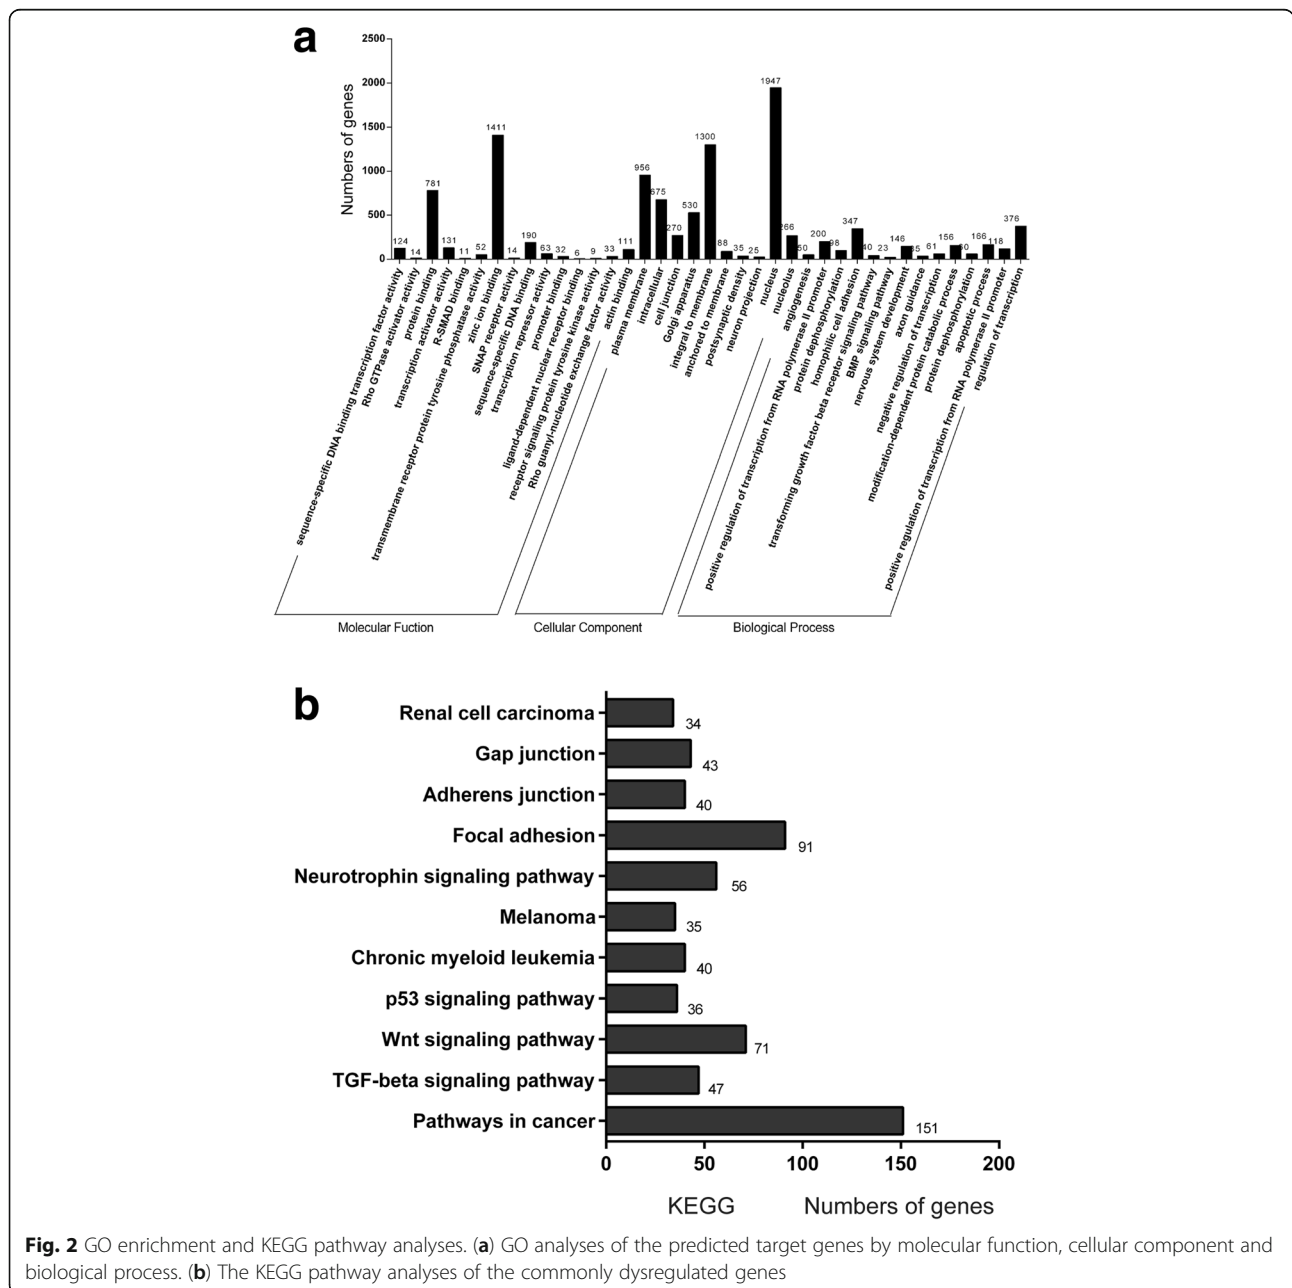 a
2500
2000
1500
1000
500
0
Numbers of genes
124
14
781
131
11
52
1411
14
190
63
32
6
9
33
111
956
675
270
530
1300
88
35
25
1947
266
50
200
98
347
40
23
146
35
61
156
60
166
118
376
sequence-specific DNA binding transcription factor activity
Rho GTPase activator activity
protein binding
transcription activator activity
R-SMAD binding
transmembrane receptor protein tyrosine phosphatase activity
zinc ion binding
SNAP receptor activity
sequence-specific DNA binding
transcription repressor activity
promoter binding
ligand-dependent nuclear receptor binding
receptor signaling protein tyrosine kinase activity
Rho guanyl-nucleotide exchange factor activity
actin binding
plasma membrane
intracellular
cell junction
Golgi apparatus
integral to membrane
anchored to membrane
postsynaptic density
neuron projection
nucleus
nucleolus
angiogenesis
positive regulation of transcription from RNA polymerase II promoter
protein dephosphorylation
homophilic cell adhesion
transforming growth factor beta receptor signaling pathway
BMP signaling pathway
nervous system development
axon guidance
negative regulation of transcription
modification-dependent protein catabolic process
protein dephosphorylation
apoptotic process
positive regulation of transcription from RNA polymerase II promoter
regulation of transcription
Molecular Fuction
Cellular Component
Biological Process
b
Renal cell carcinoma
34
Gap junction
43
Adherens junction
40
Focal adhesion
91
Neurotrophin signaling pathway
56
Melanoma
35
Chronic myeloid leukemia
40
p53 signaling pathway
36
Wnt signaling pathway
71
TGF-beta signaling pathway
47
Pathways in cancer
151
0 50 100 150 200
KEGG Numbers of genes
Fig. 2 GO enrichment and KEGG pathway analyses. (a) GO analyses of the predicted target genes by molecular function, cellular component and
biological process. (b) The KEGG pathway analyses of the commonly dysregulated genes